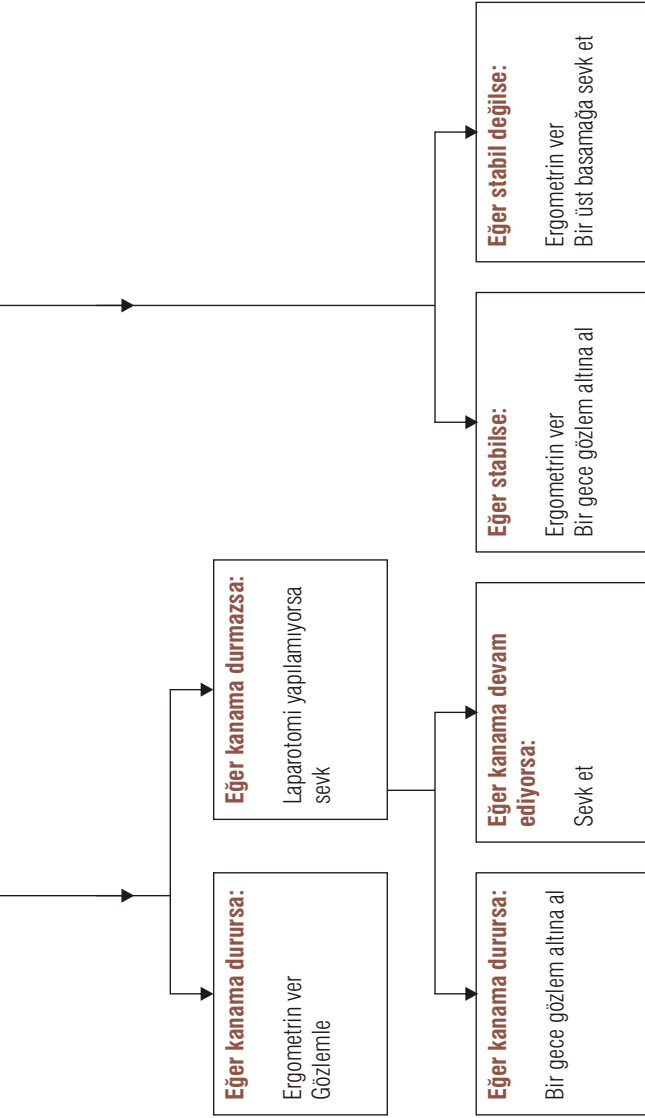 Eğer kanama durursa:
Ergometrin ver
Gözlemle
Eğer kanama durmazsa:
Laparotomi yapılamıyorsa
sevk
Eğer kanama durursa:
Bir gece gözlem altına al
Eğer kanama devam
ediyorsa:
Sevk et
Eğer stabilse:
Ergometrin ver
Bir gece gözlem altına al
Eğer stabil değilse:
Ergometrin ver
Bir üst basamağa sevk et